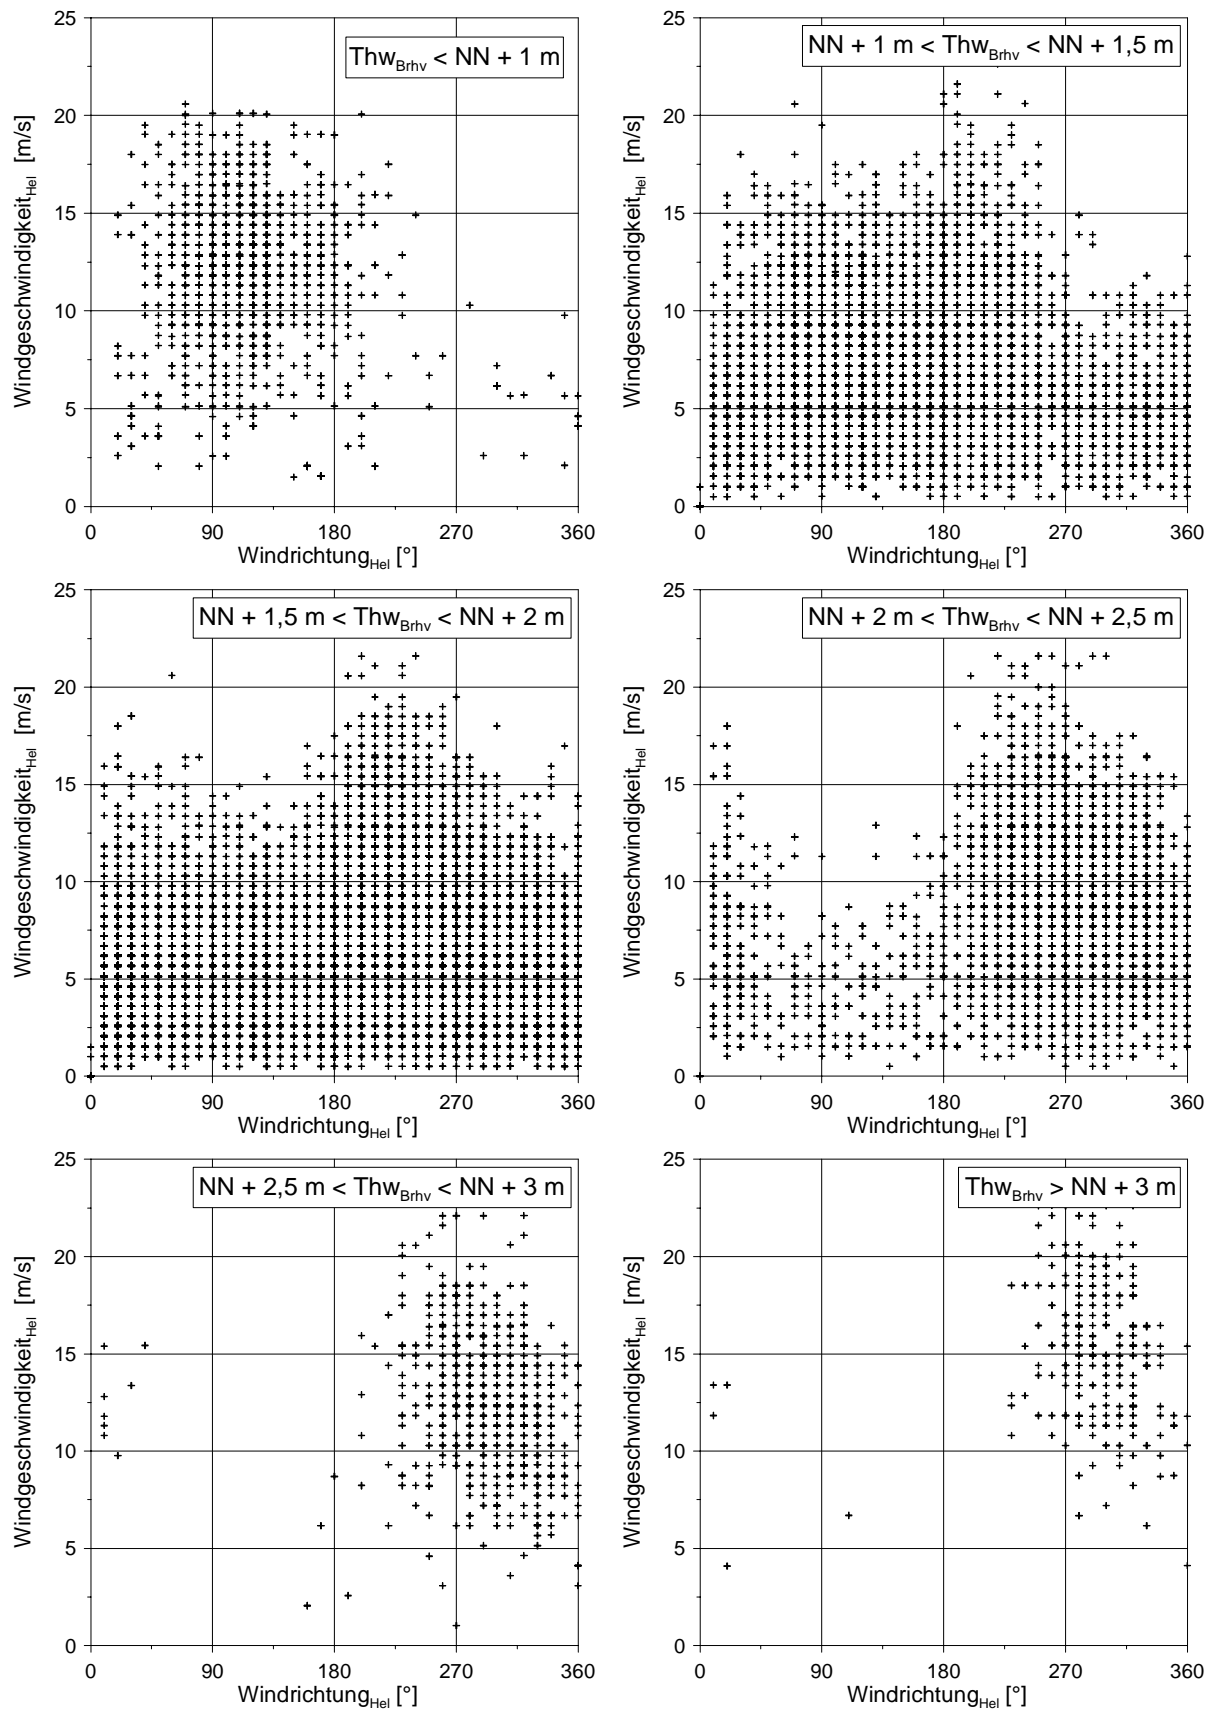 25
20
15
10
5
0
Windgeschwindigkeit_Hel [m/s]
Thw_Brhv < NN + 1 m
0 90 180 270 360
Windrichtung_Hel [°]
25
20
15
10
5
0
Windgeschwindigkeit_Hel [m/s]
NN + 1 m < Thw_Brhv < NN + 1,5 m
0 90 180 270 360
Windrichtung_Hel [°]
25
20
15
10
5
0
Windgeschwindigkeit_Hel [m/s]
NN + 1,5 m < Thw_Brhv < NN + 2 m
0 90 180 270 360
Windrichtung_Hel [°]
25
20
15
10
5
0
Windgeschwindigkeit_Hel [m/s]
NN + 2 m < Thw_Brhv < NN + 2,5 m
0 90 180 270 360
Windrichtung_Hel [°]
25
20
15
10
5
0
Windgeschwindigkeit_Hel [m/s]
NN + 2,5 m < Thw_Brhv < NN + 3 m
0 90 180 270 360
Windrichtung_Hel [°]
25
20
15
10
5
0
Windgeschwindigkeit_Hel [m/s]
Thw_Brhv > NN + 3 m
0 90 180 270 360
Windrichtung_Hel [°]